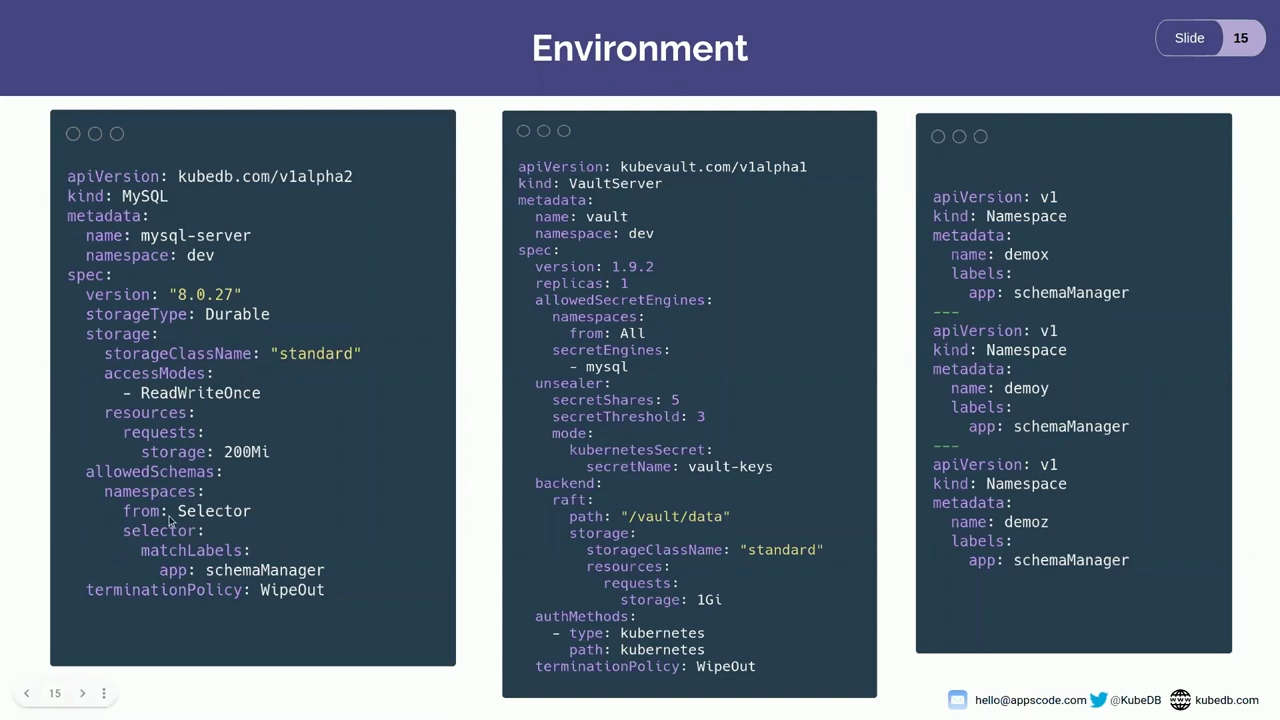 Environment
Slide 15
apiVersion: kubedb.com/v1alpha2
kind: MySQL
metadata:
  name: mysql-server
  namespace: dev
spec:
  version: "8.0.27"
  storageType: Durable
  storage:
    storageClassName: "standard"
    accessModes:
      - ReadWriteOnce
    resources:
      requests:
        storage: 200Mi
  allowedSchemas:
    namespaces:
      from: Selector
      selector:
        matchLabels:
          app: schemaManager
  terminationPolicy: WipeOut
apiVersion: kubevault.com/v1alpha1
kind: VaultServer
metadata:
  name: vault
  namespace: dev
spec:
  version: 1.9.2
  replicas: 1
  allowedSecretEngines:
    namespaces:
      from: All
    secretEngines:
      - mysql
  unsealer:
    secretShares: 5
    secretThreshold: 3
    mode:
      kubernetesSecret:
        secretName: vault-keys
  backend:
    raft:
      path: "/vault/data"
      storage:
        storageClassName: "standard"
        resources:
          requests:
            storage: 1Gi
  authMethods:
    - type: kubernetes
      path: kubernetes
  terminationPolicy: WipeOut
apiVersion: v1
kind: Namespace
metadata:
  name: demox
  labels:
    app: schemaManager
---
apiVersion: v1
kind: Namespace
metadata:
  name: demoy
  labels:
    app: schemaManager
---
apiVersion: v1
kind: Namespace
metadata:
  name: demoz
  labels:
    app: schemaManager
15
hello@appscode.com @KubeDB kubedb.com